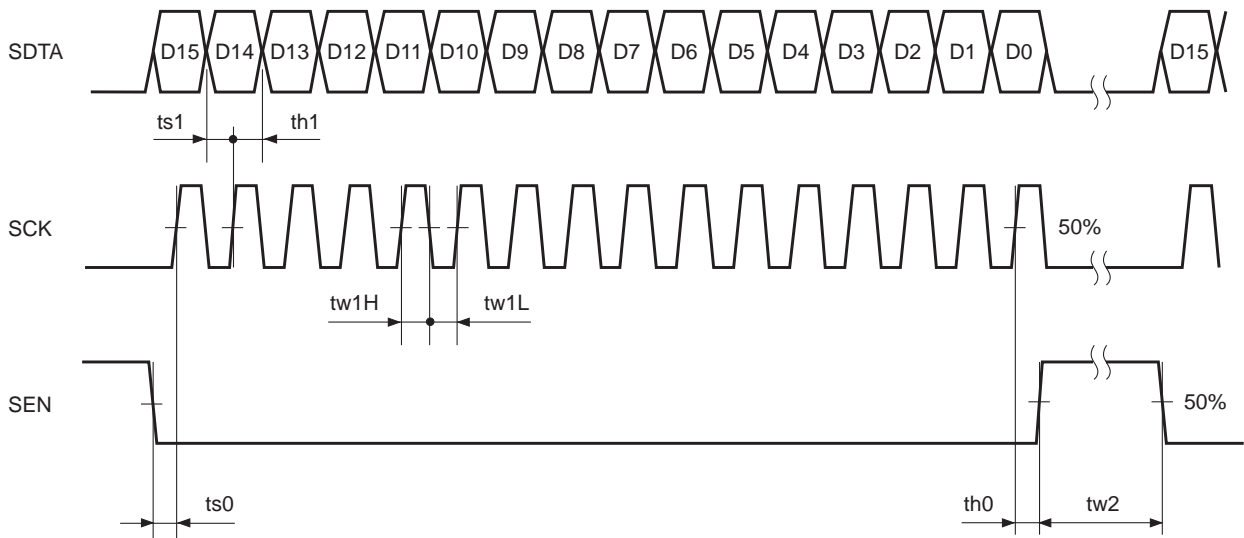 SDTA D15 D14 D13 D12 D11 D10 D9 D8 D7 D6 D5 D4 D3 D2 D1 D0 D15
ts1 th1
SCK 50%
tw1H tw1L
SEN 50%
ts0 th0 tw2